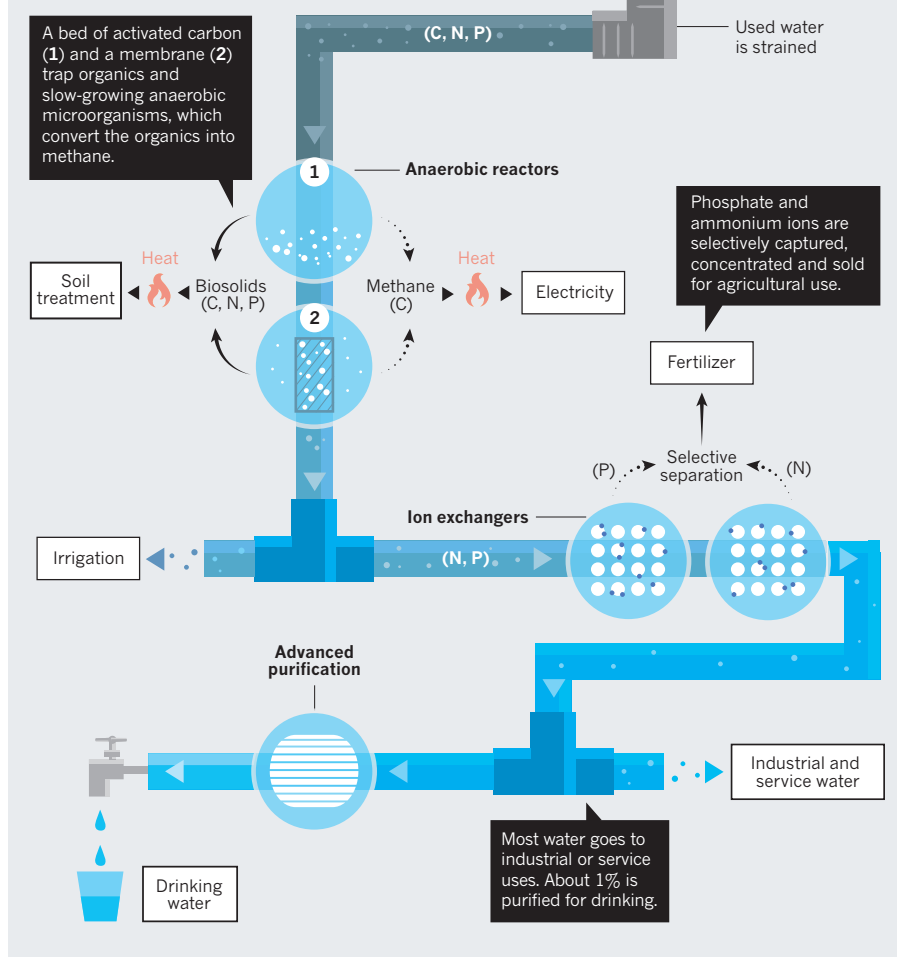 A bed of activated carbon
(1) and a membrane (2)
trap organics and
slow-growing anaerobic
microorganisms, which
convert the organics into
methane.
(C, N, P)
Used water
is strained
1
Anaerobic reactors
Phosphate and
ammonium ions are
selectively captured,
concentrated and sold
for agricultural use.
Soil
treatment
Heat
Biosolids
(C, N, P)
Methane
(C)
Heat
Electricity
2
Fertilizer
(P)
Selective
separation
(N)
Ion exchangers
Irrigation
(N, P)
Advanced
purification
Industrial and
service water
Most water goes to
industrial or service
uses. About 1% is
purified for drinking.
Drinking
water